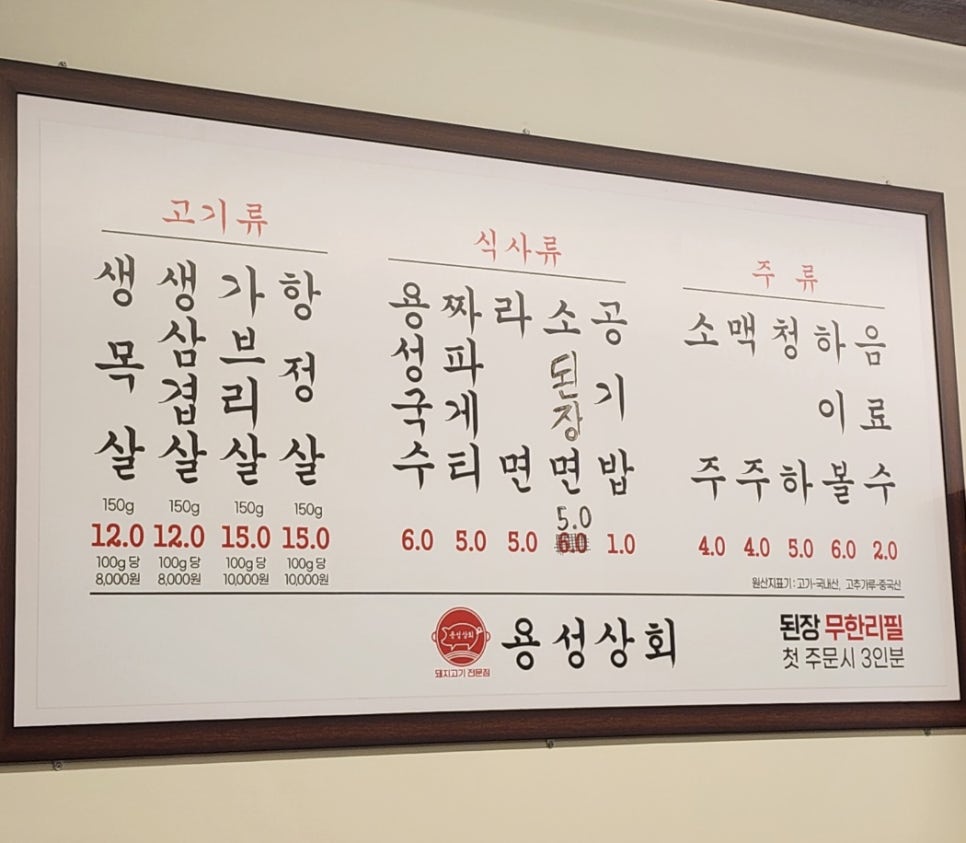 고기류
생목살
150g
12.0
100g 당
8,000원
생삼겹살
150g
12.0
100g 당
8,000원
가브리살
150g
15.0
100g 당
10,000원
항정살
150g
15.0
100g 당
10,000원
식사류
용성국수
6.0
짜파게티
5.0
라면
5.0
소된장면
5.0
6.0
공기밥
1.0
주류
소주
4.0
맥주
4.0
청하
5.0
하이볼
6.0
음료수
2.0
원산지표기 : 고기-국내산, 고추가루-중국산
용성상회
돼지고기 전문점
용성상회
된장 무한리필
첫 주문시 3인분